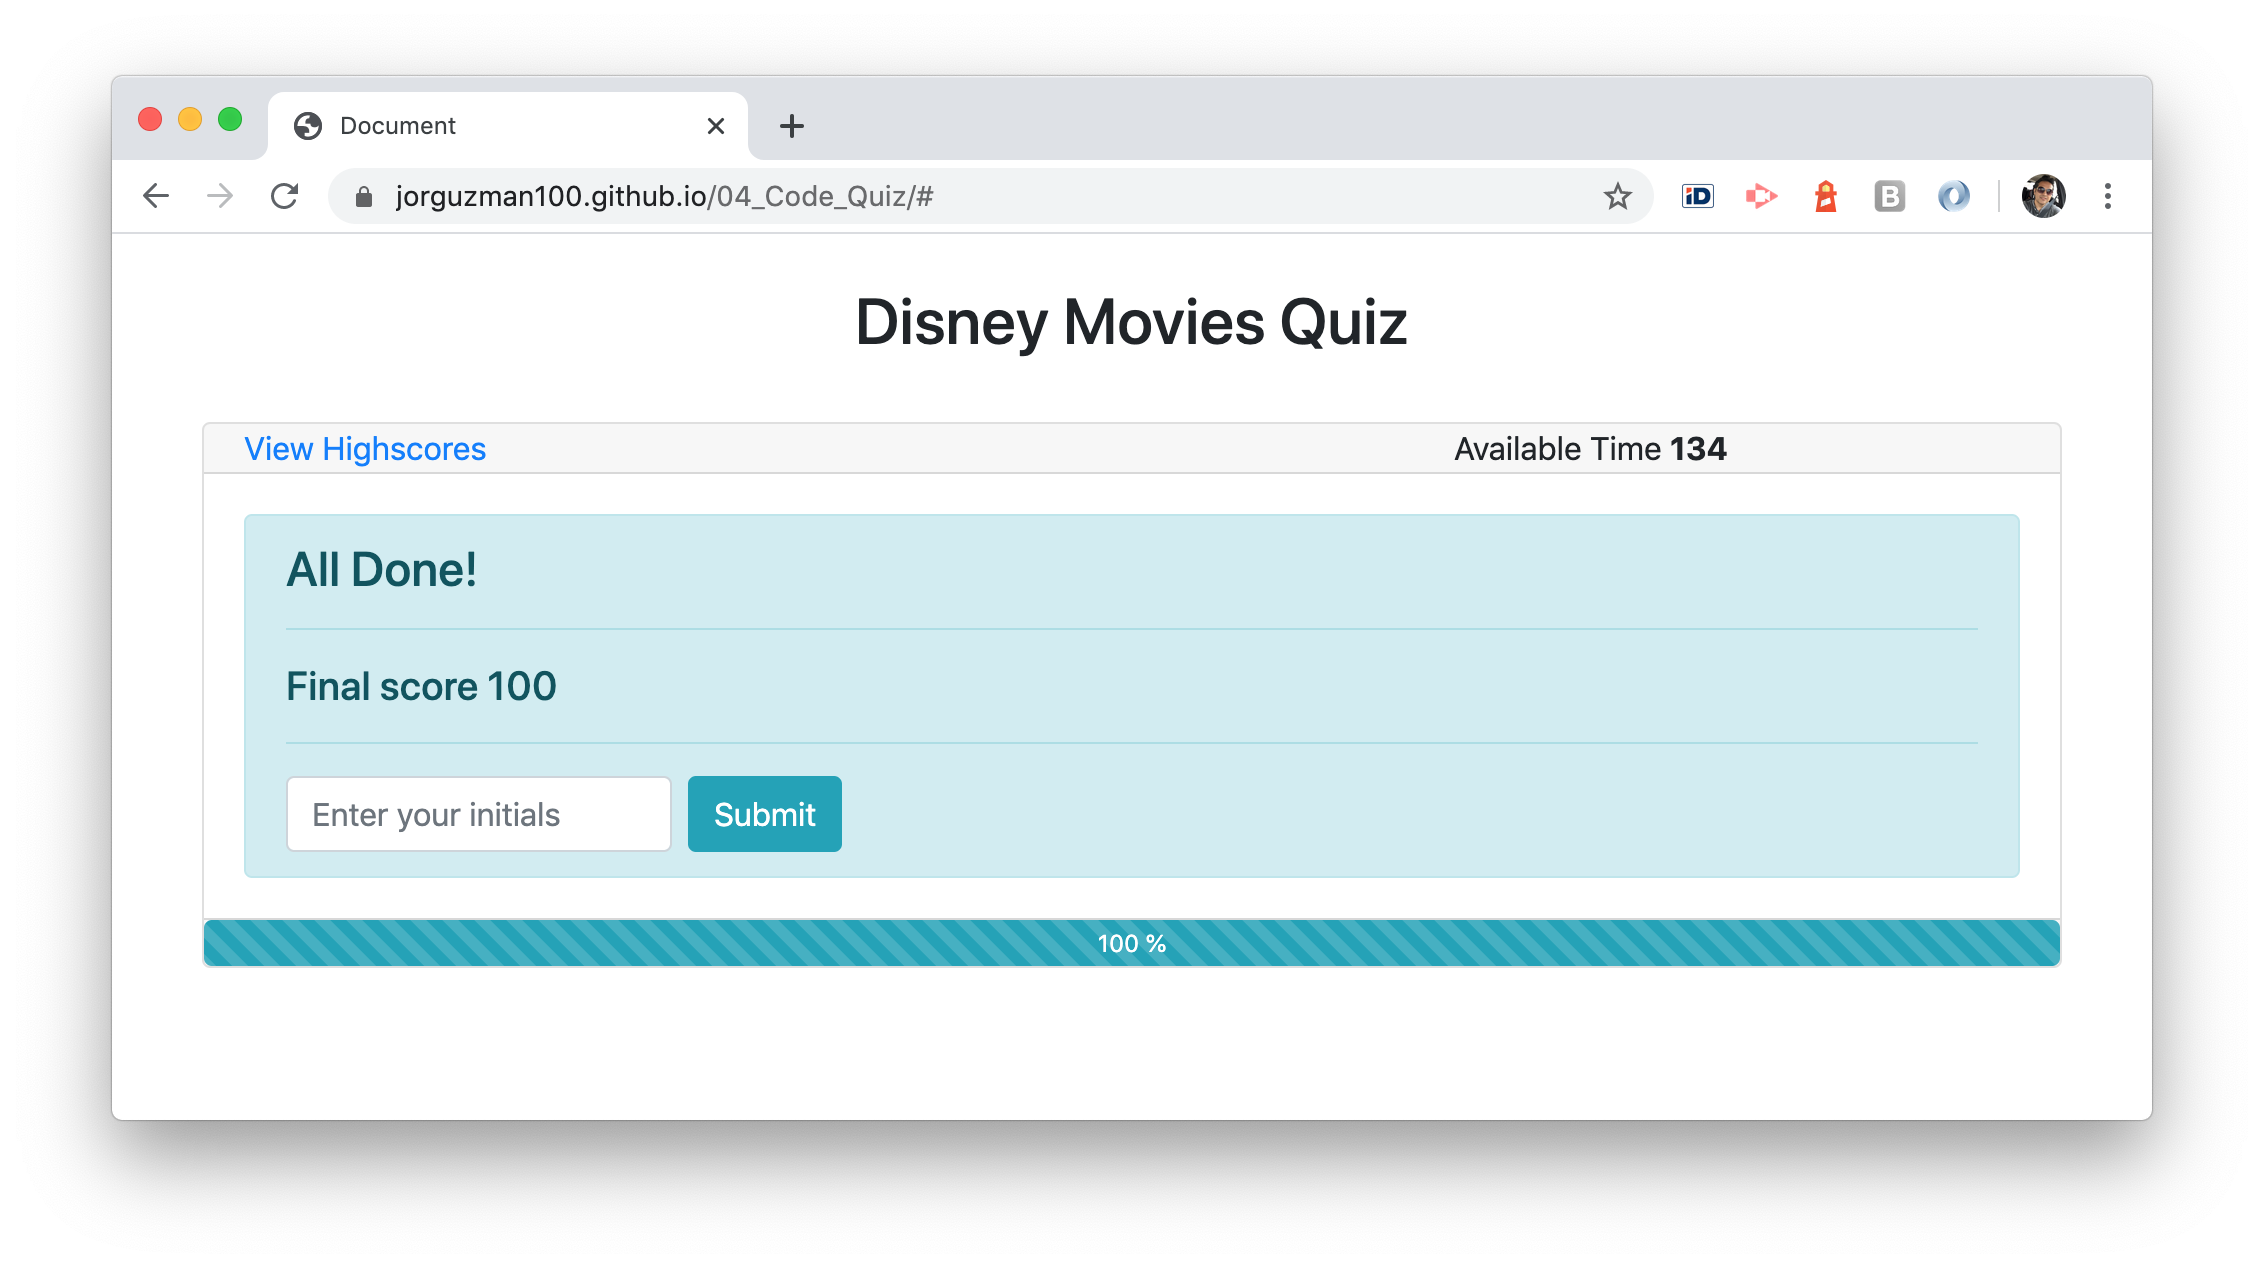 Document
jorguzman100.github.io/04_Code_Quiz/#
iD
B
Disney Movies Quiz
View Highscores Available Time 134
All Done!
Final score 100
Enter your initials Submit
100 %